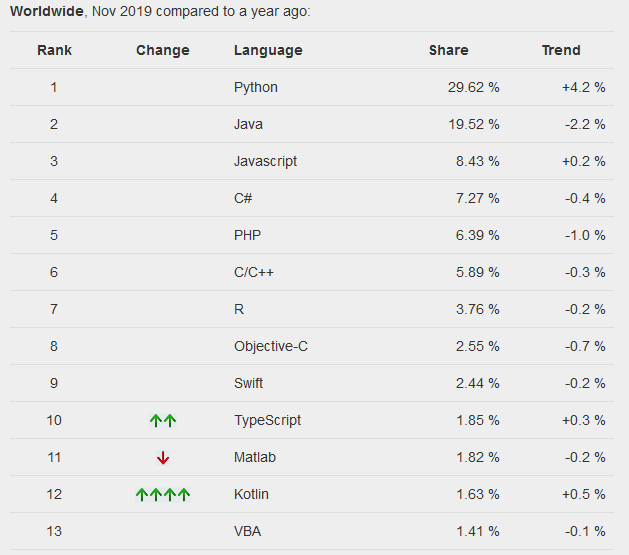 Worldwide, Nov 2019 compared to a year ago:
Rank Change Language Share Trend
1 Python 29.62 % +4.2 %
2 Java 19.52 % -2.2 %
3 Javascript 8.43 % +0.2 %
4 C# 7.27 % -0.4 %
5 PHP 6.39 % -1.0 %
6 C/C++ 5.89 % -0.3 %
7 R 3.76 % -0.2 %
8 Objective-C 2.55 % -0.7 %
9 Swift 2.44 % -0.2 %
10 ↑↑ TypeScript 1.85 % +0.3 %
11 ↓ Matlab 1.82 % -0.2 %
12 ↑↑↑↑ Kotlin 1.63 % +0.5 %
13 VBA 1.41 % -0.1 %